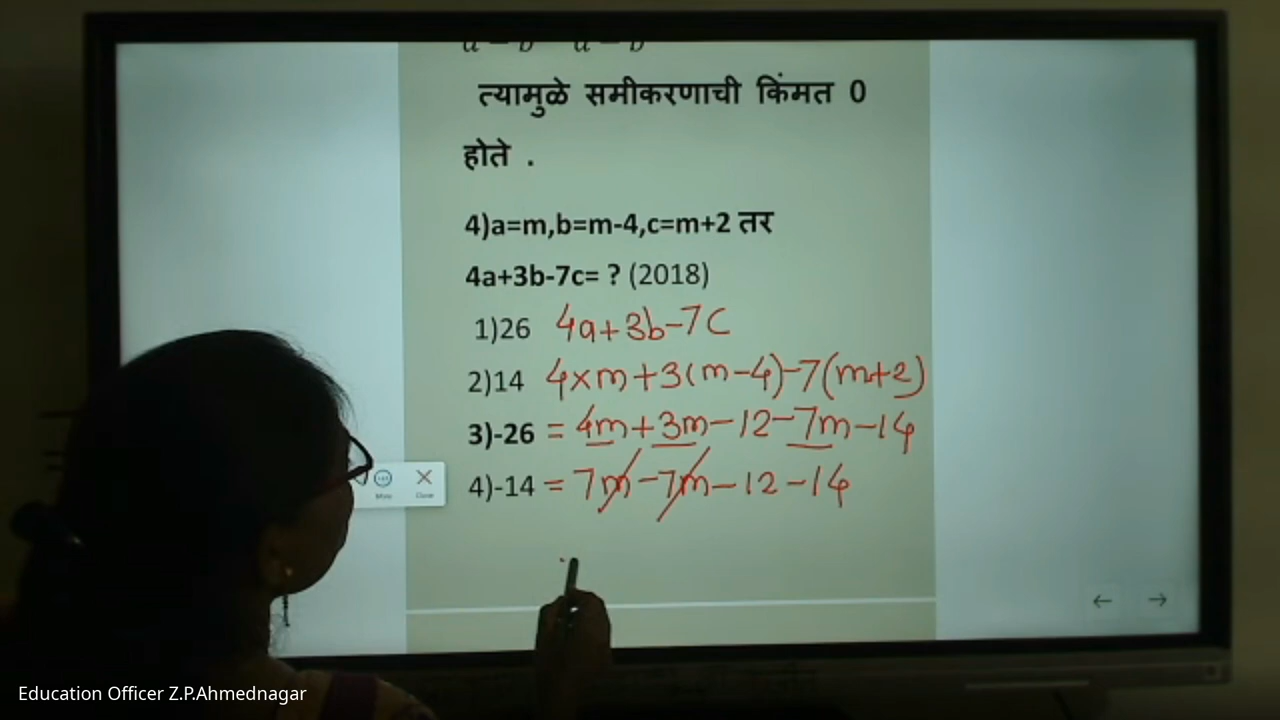 त्यामुळे समीकरणाची किंमत 0
होते .
4)a=m,b=m-4,c=m+2 तर
4a+3b-7c= ? (2018)
1)26 4a+3b-7C
2)14 4×m+3(m-4)-7(m+2)
3)-26 = 4m+3m-12-7m-14
4)-14 = 7m-7m-12-14
More Close
Education Officer Z.P.Ahmednagar